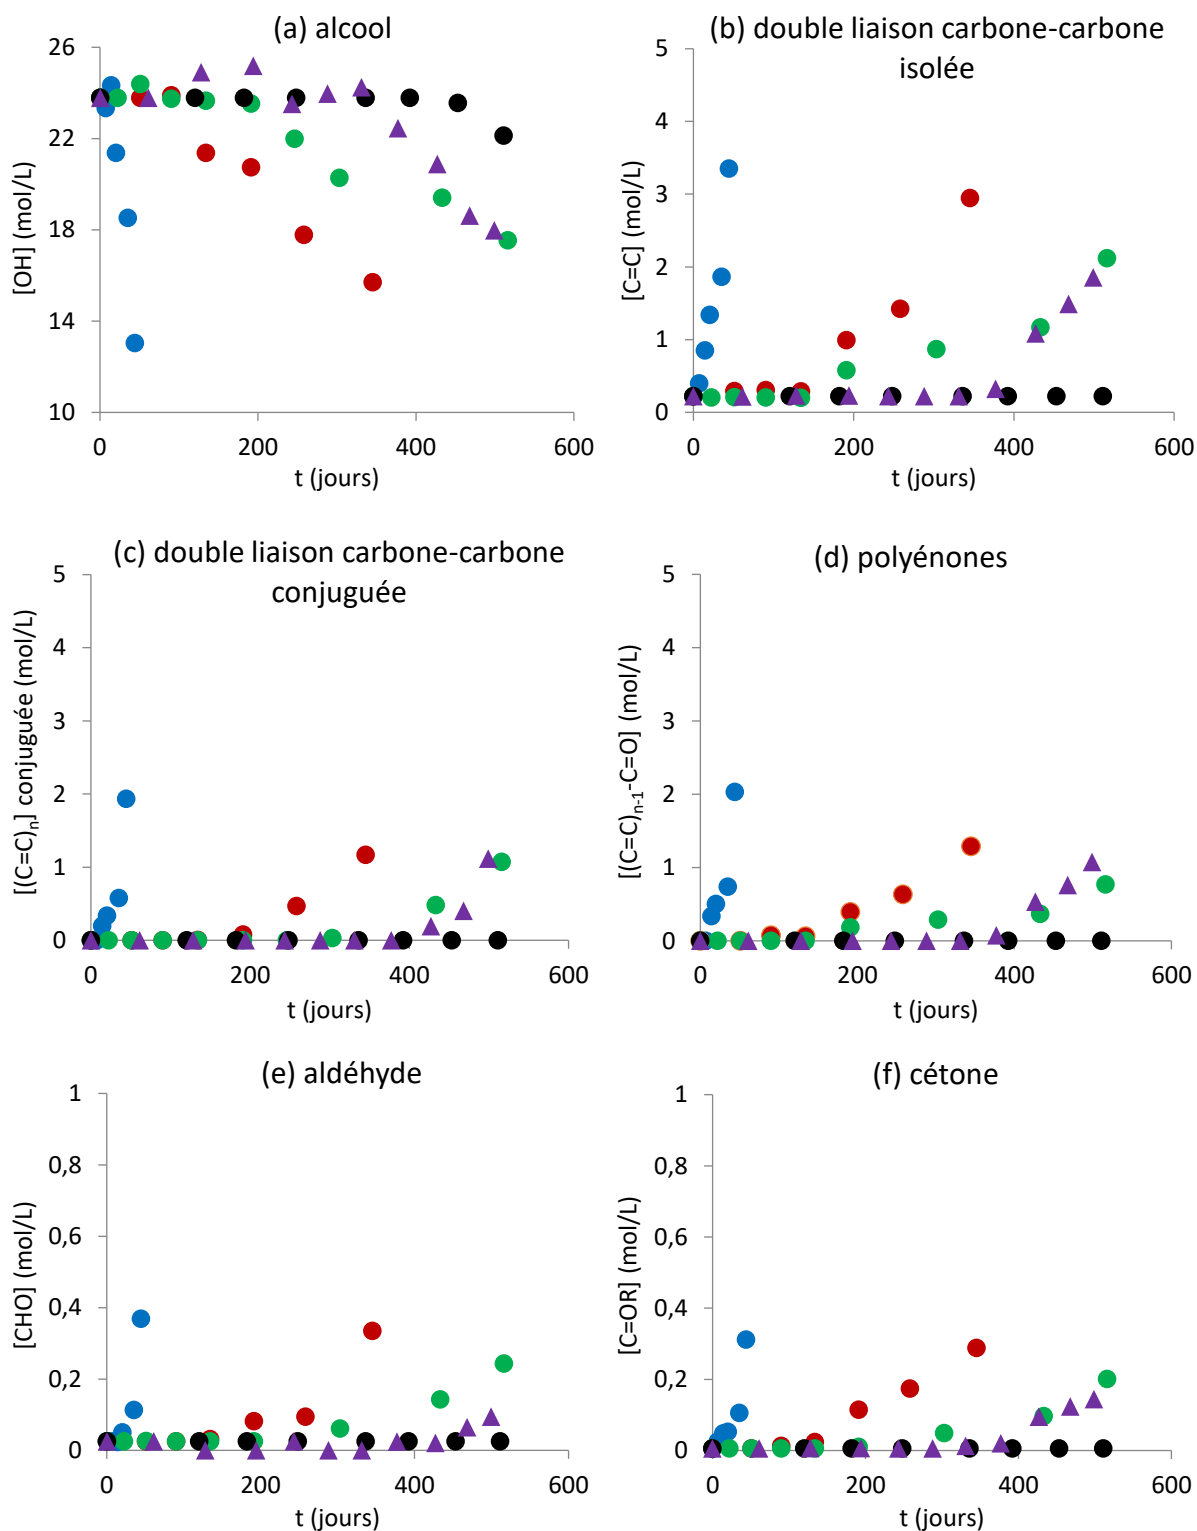 (a) alcool
26
22
18
14
10
[OH] (mol/L)
0
200
400
600
t (jours)
(b) double liaison carbone-carbone
isolée
5
4
3
2
1
0
[C=C] (mol/L)
0
200
400
600
t (jours)
(c) double liaison carbone-carbone
conjuguée
5
4
3
2
1
0
[(C=C)n] conjuguée (mol/L)
0
200
400
600
t (jours)
(d) polyénones
5
4
3
2
1
0
[(C=C)n-1-C=O] (mol/L)
0
200
400
600
t (jours)
(e) aldéhyde
1
0,8
0,6
0,4
0,2
0
[CHO] (mol/L)
0
200
400
600
t (jours)
(f) cétone
1
0,8
0,6
0,4
0,2
0
[C=OR] (mol/L)
0
200
400
600
t (jours)